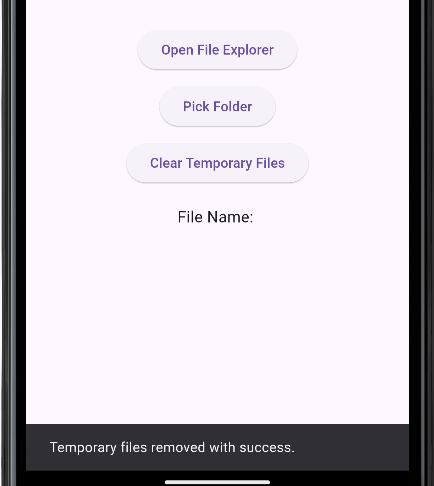 Open File Explorer
Pick Folder
Clear Temporary Files
File Name:
Temporary files removed with success.